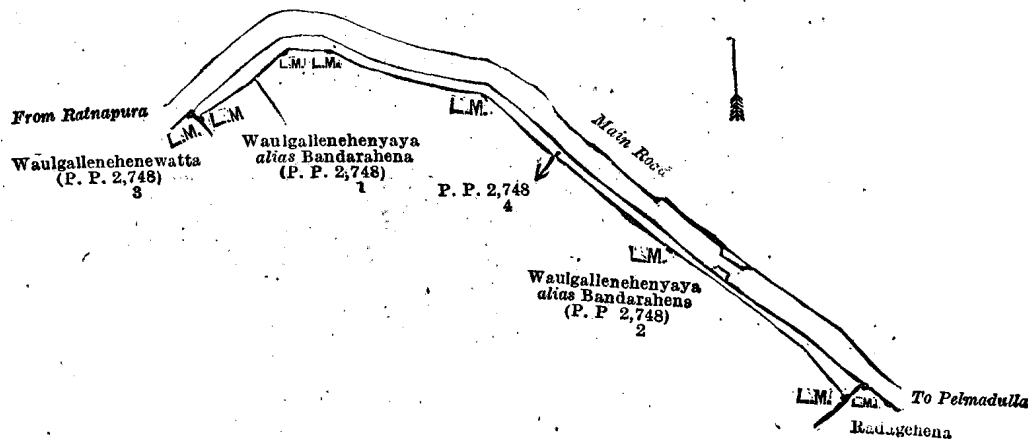 From Ratnapura
L.M. L.M.
L.M. L.M.
Waulgallenehenewatta
(P. P. 2,748)
3
Waulgallenehenyaya
alias Bandarahena
(P. P. 2,748)
1
L.M.
P. P. 2,748
4
Main Road
L.M.
Waulgallenehenyaya
alias Bandarahena
(P. P 2,748)
2
L.M. L.M.
To Pelmadulla